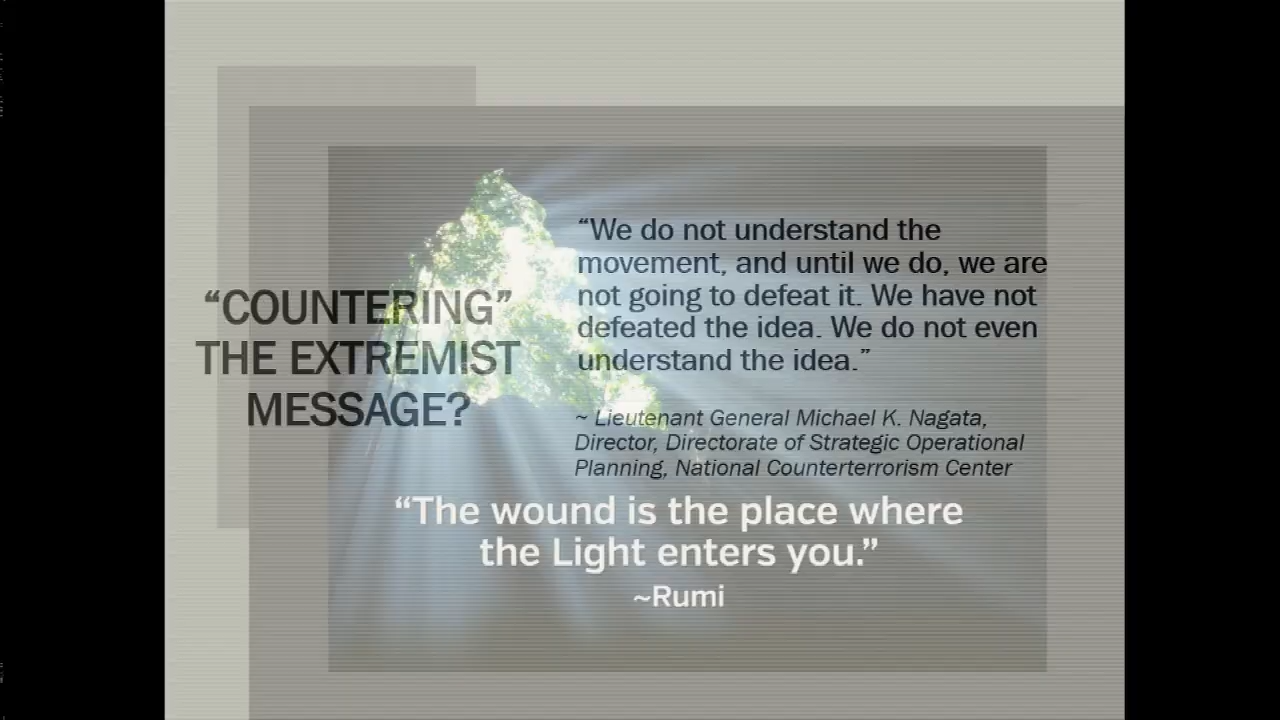 “COUNTERING”
THE EXTREMIST
MESSAGE?
“We do not understand the
movement, and until we do, we are
not going to defeat it. We have not
defeated the idea. We do not even
understand the idea.”
~ Lieutenant General Michael K. Nagata,
Director, Directorate of Strategic Operational
Planning, National Counterterrorism Center
“The wound is the place where
the Light enters you.”
~Rumi